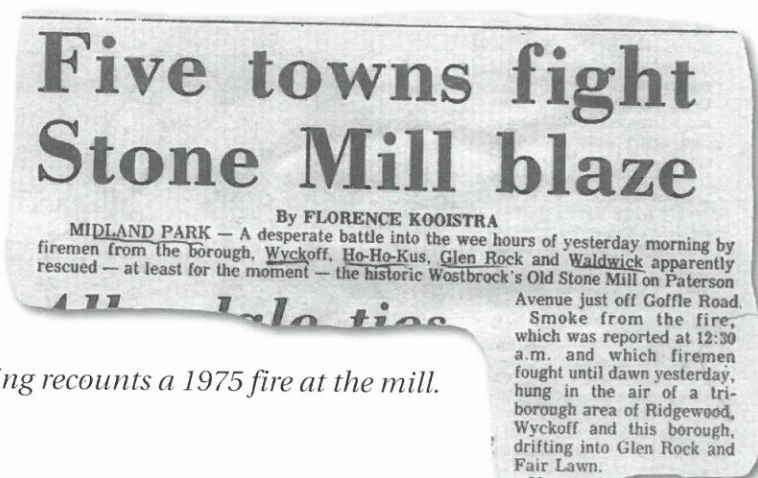 Five towns fight
Stone Mill blaze
By FLORENCE KOOISTRA
MIDLAND PARK — A desperate battle into the wee hours of yesterday morning by
firemen from the borough, Wyckoff, Ho-Ho-Kus, Glen Rock and Waldwick apparently
rescued — at least for the moment — the historic Wostbrock's Old Stone Mill on Paterson
Avenue just off Goffle Road.
Smoke from the fire,
which was reported at 12:30
a.m. and which firemen
fought until dawn yesterday,
hung in the air of a tri-
borough area of Ridgewood,
Wyckoff and this borough,
drifting into Glen Rock and
Fair Lawn.
ties
ing recounts a 1975 fire at the mill.